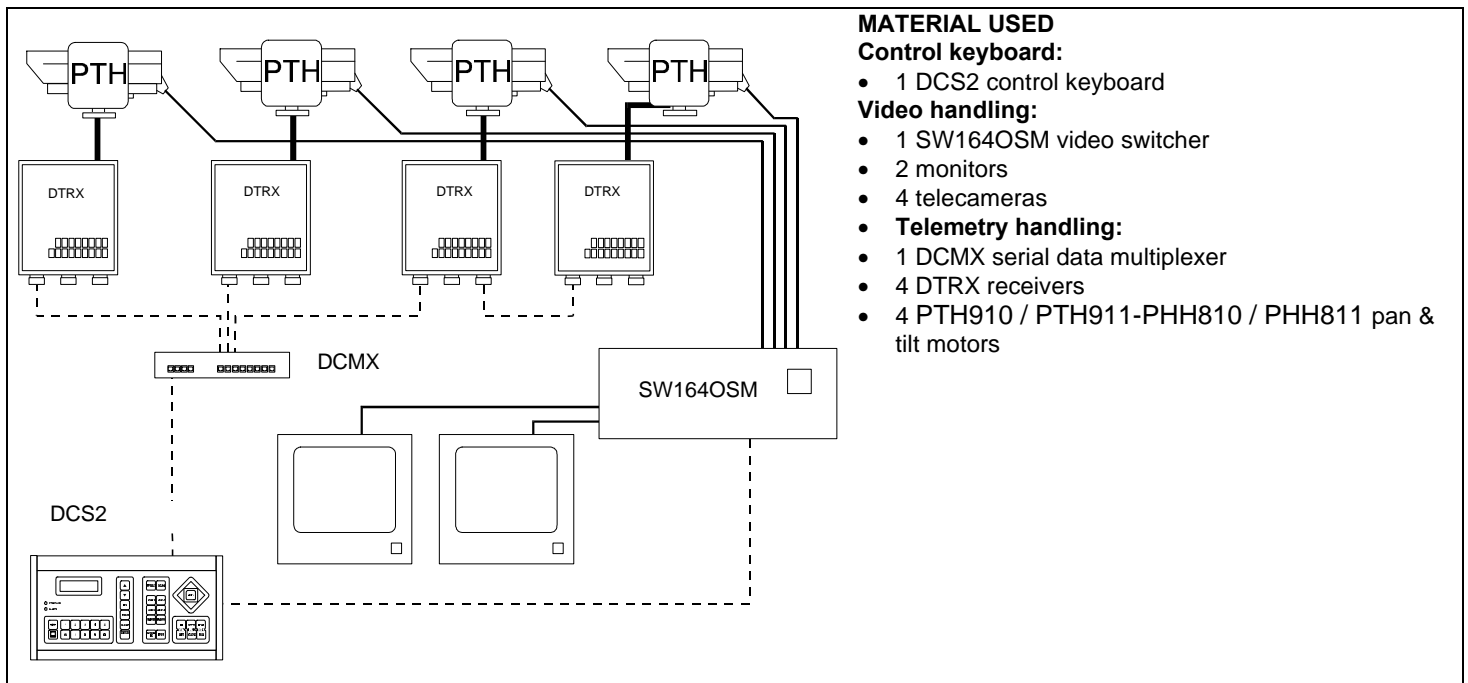 PTH
PTH
PTH
PTH
DTRX
DTRX
DTRX
DTRX
DCMX
SW164OSM
DCS2
MATERIAL USED
Control keyboard:
• 1 DCS2 control keyboard
Video handling:
• 1 SW164OSM video switcher
• 2 monitors
• 4 telecameras
• Telemetry handling:
• 1 DCMX serial data multiplexer
• 4 DTRX receivers
• 4 PTH910 / PTH911-PHH810 / PHH811 pan &
tilt motors